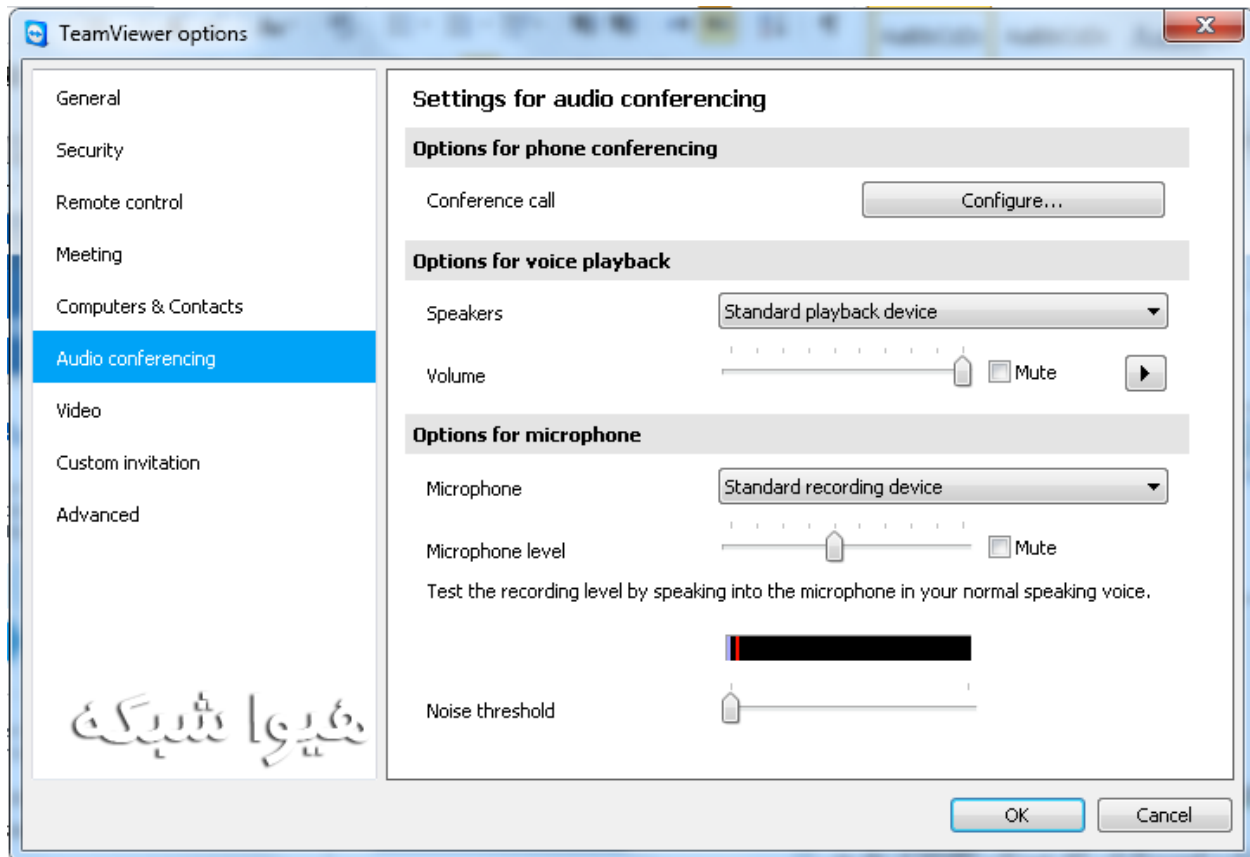 TeamViewer options
General
Security
Remote control
Meeting
Computers & Contacts
Audio conferencing
Video
Custom invitation
Advanced
هیوا شبکه
Settings for audio conferencing
Options for phone conferencing
Conference call Configure...
Options for voice playback
Speakers Standard playback device
Volume Mute
Options for microphone
Microphone Standard recording device
Microphone level Mute
Test the recording level by speaking into the microphone in your normal speaking voice.
Noise threshold
OK Cancel